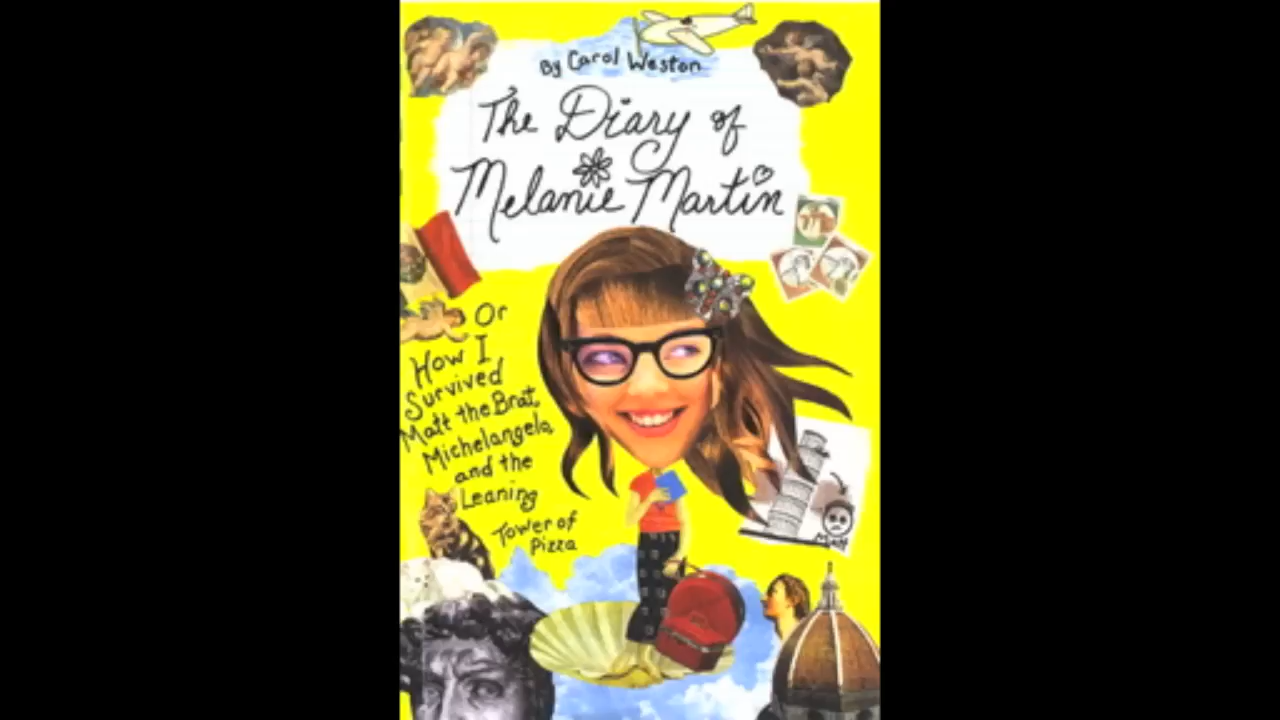 By Carol Weston
The Diary of
Melanie Martin
Or
How I
Survived
Matt the Brat,
Michelangelo,
and the
Leaning
Tower of
Pizza
Matt